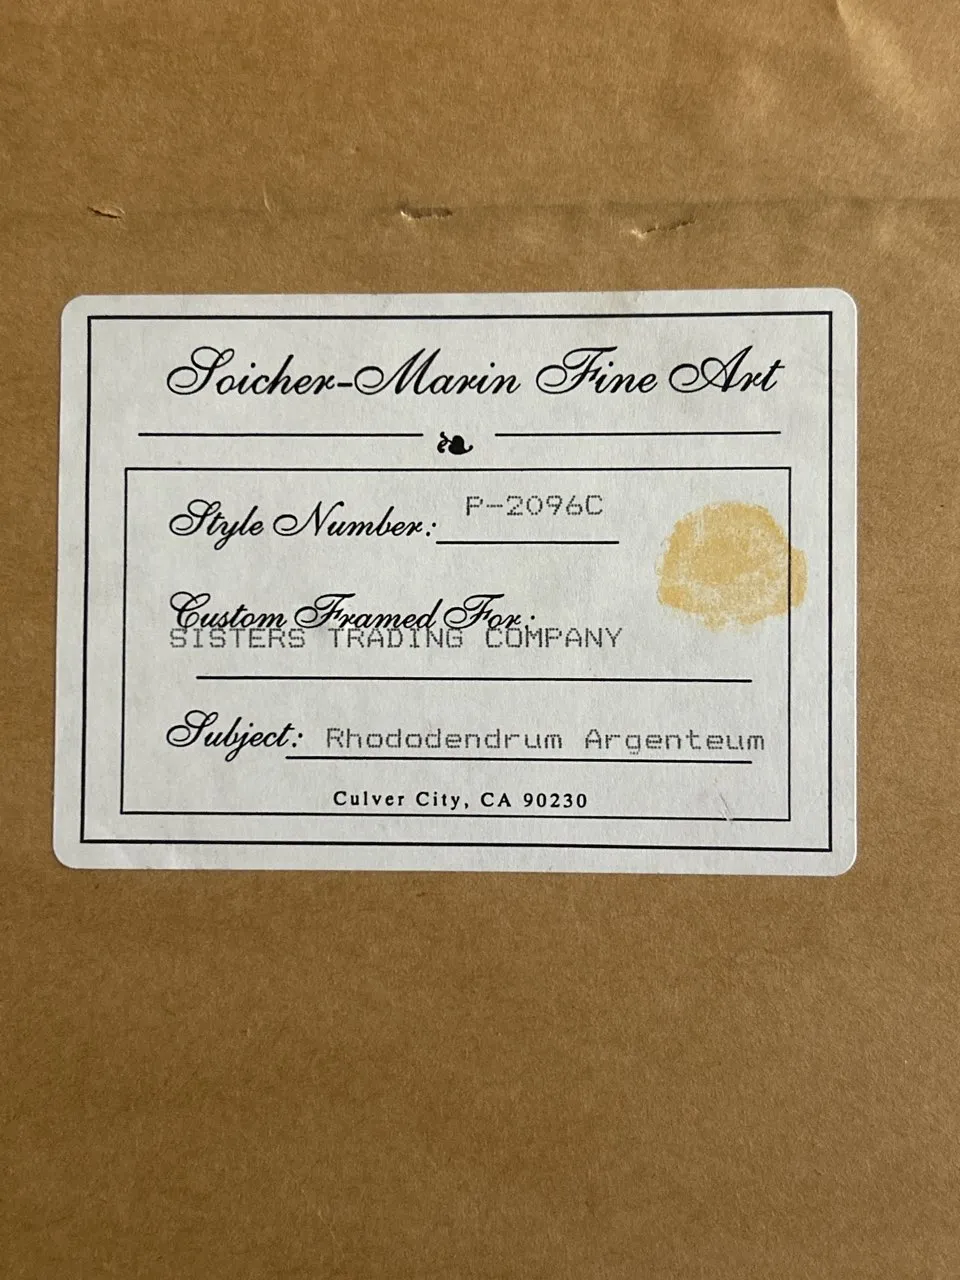 Soicher-Marin Fine Art
Style Number: P-2096C
Custom Framed For:
SISTERS TRADING COMPANY
Subject: Rhododendrum Argenteum
Culver City, CA 90230